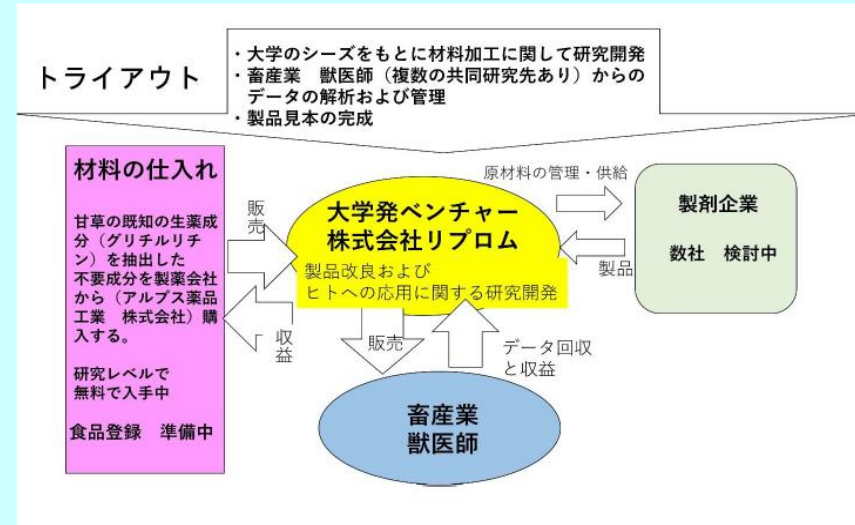 トライアウト
・大学のシーズをもとに材料加工に関して研究開発
・畜産業　獣医師（複数の共同研究先あり）からの
データの解析および管理
・製品見本の完成
材料の仕入れ
甘草の既知の生薬成
分（グリチルリチ
ン）を抽出した
不要成分を製薬会社
から（アルプス薬品
工業　株式会社）購
入する。
研究レベルで
無料で入手中
食品登録　準備中
販売
収益
大学発ベンチャー
株式会社リプロム
製品改良および
ヒトへの応用に関する研究開発
原材料の管理・供給
製品
製剤企業
数社　検討中
販売
データ回収
と収益
畜産業
獣医師